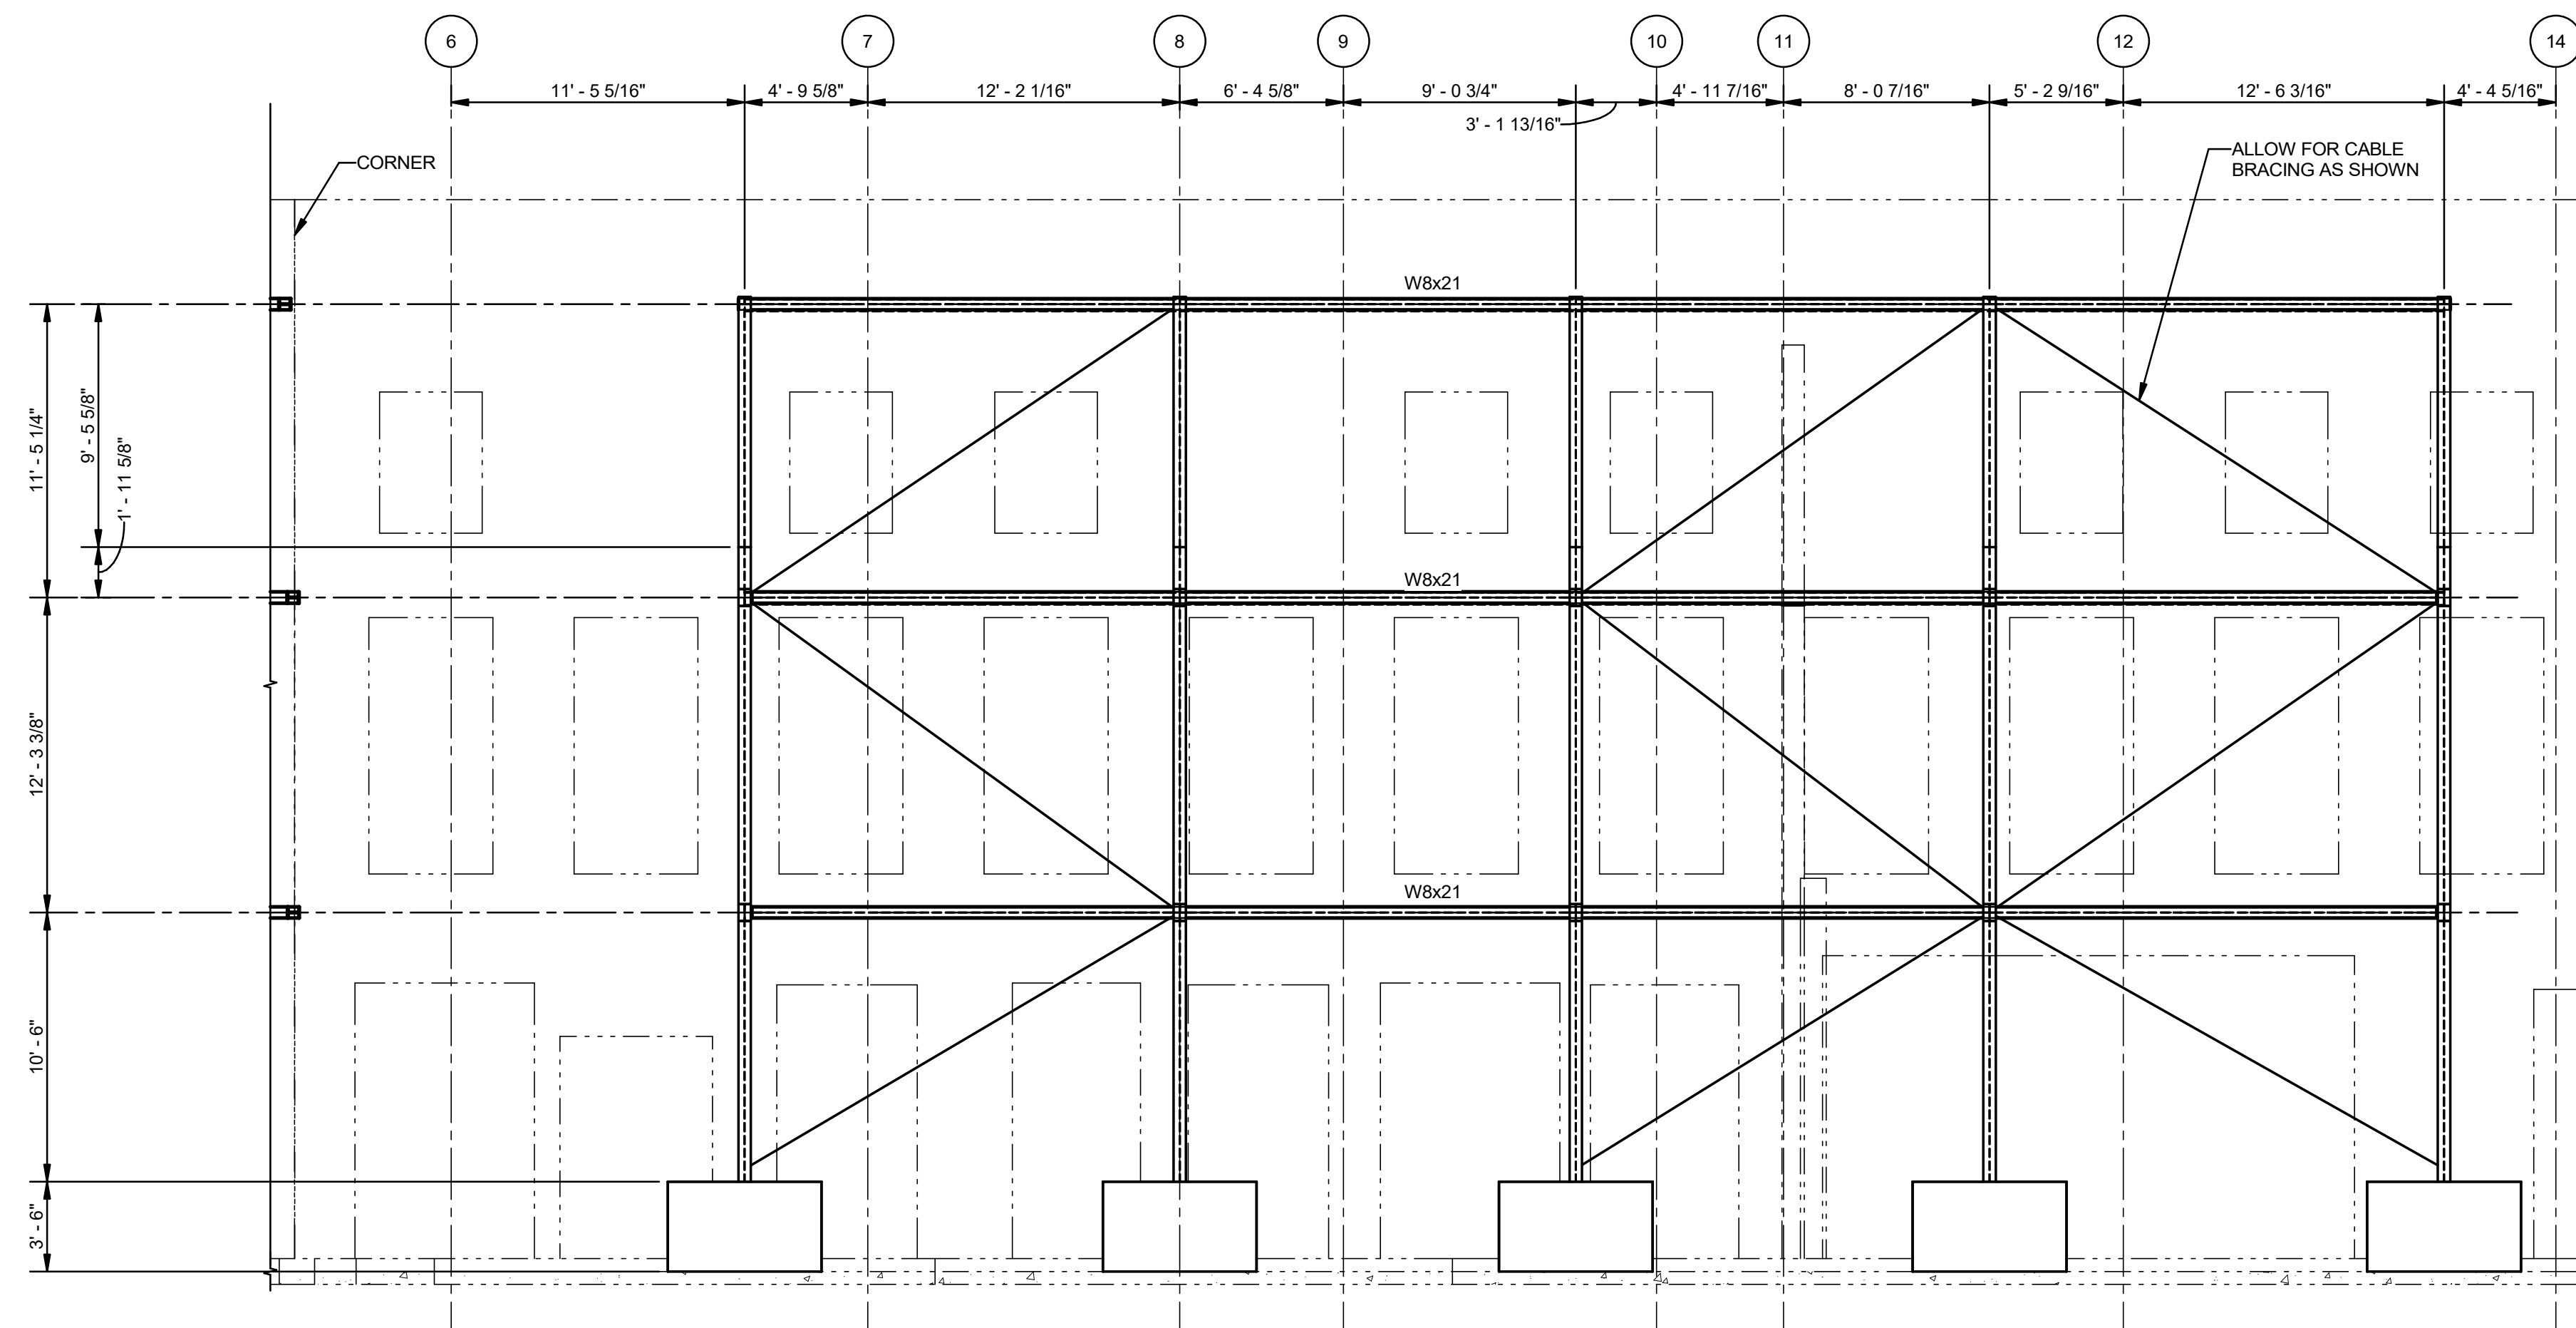 6
7
8
9
10
11
12
14
11' - 5 5/16"
4' - 9 5/8"
12' - 2 1/16"
6' - 4 5/8"
9' - 0 3/4"
4' - 11 7/16"
8' - 0 7/16"
5' - 2 9/16"
12' - 6 3/16"
4' - 4 5/16"
3' - 1 13/16"
CORNER
ALLOW FOR CABLE
BRACING AS SHOWN
W8x21
11' - 5 1/4"
9' - 5 5/8"
1' - 11 5/8"
W8x21
12' - 3 3/8"
W8x21
10' - 6"
3' - 6"